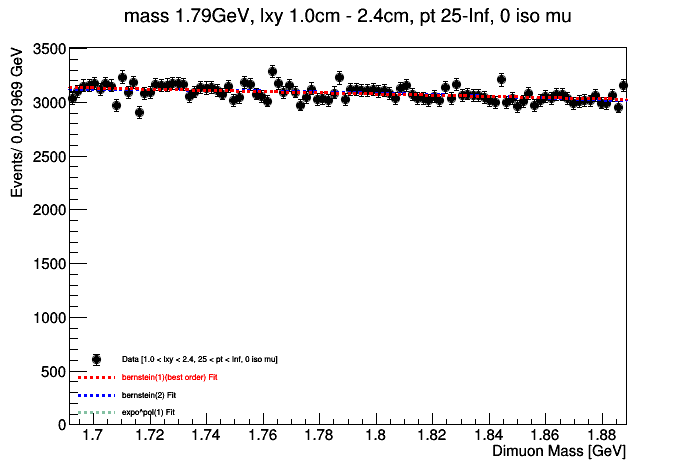 mass 1.79GeV, lxy 1.0cm - 2.4cm, pt 25-Inf, 0 iso mu
Events/ 0.001969 GeV
3500
3000
2500
2000
1500
1000
500
0
Data [1.0 < lxy < 2.4, 25 < pt < Inf, 0 iso mu]
bernstein(1)(best order) Fit
bernstein(2) Fit
expo*pol(1) Fit
1.7 1.72 1.74 1.76 1.78 1.8 1.82 1.84 1.86 1.88
Dimuon Mass [GeV]